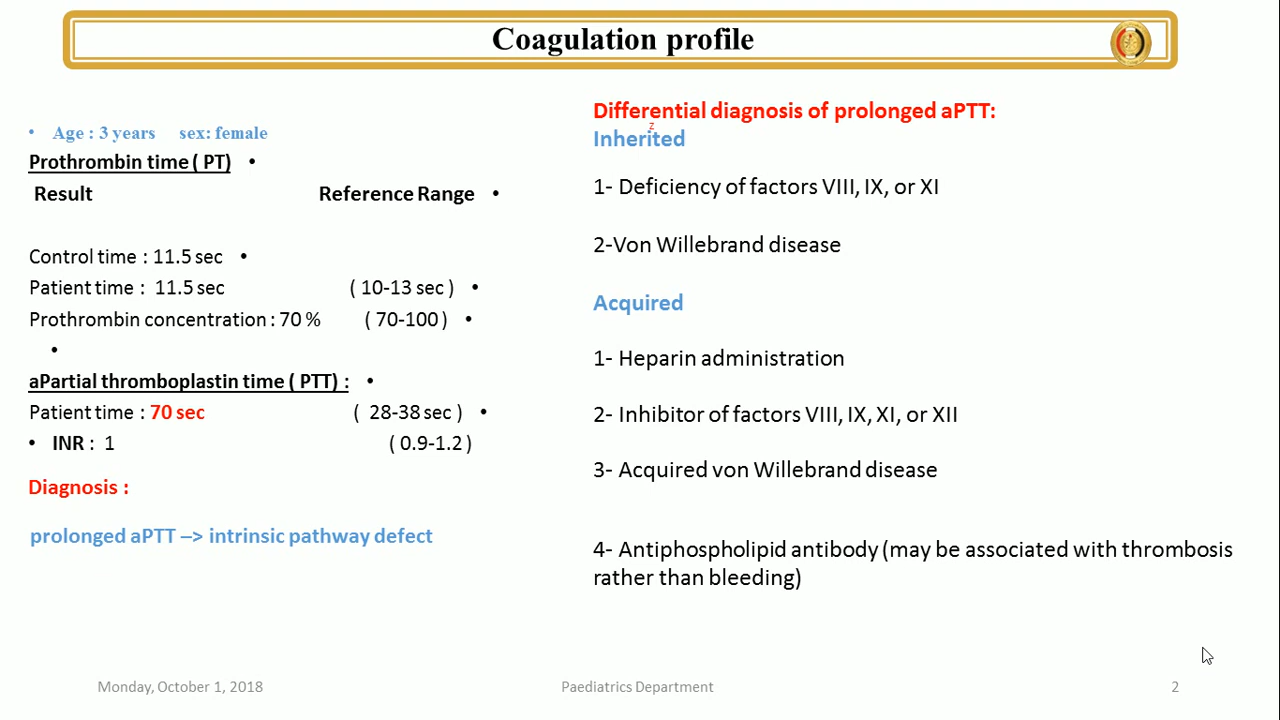 Coagulation profile
• Age : 3 years sex: female
Prothrombin time ( PT) •
Result Reference Range •
Control time : 11.5 sec •
Patient time : 11.5 sec ( 10-13 sec ) •
Prothrombin concentration : 70 % ( 70-100 ) •
•
aPartial thromboplastin time ( PTT) : •
Patient time : 70 sec ( 28-38 sec ) •
• INR : 1 ( 0.9-1.2 )
Diagnosis :
prolonged aPTT –> intrinsic pathway defect
Differential diagnosis of prolonged aPTT:
z
Inherited
1- Deficiency of factors VIII, IX, or XI
2-Von Willebrand disease
Acquired
1- Heparin administration
2- Inhibitor of factors VIII, IX, XI, or XII
3- Acquired von Willebrand disease
4- Antiphospholipid antibody (may be associated with thrombosis
rather than bleeding)
Monday, October 1, 2018 Paediatrics Department 2